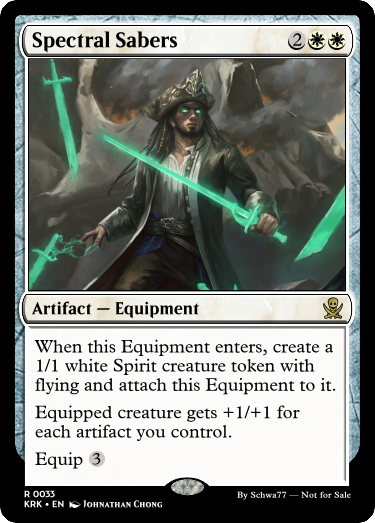 Spectral Sabers 2
Artifact — Equipment
When this Equipment enters, create a
1/1 white Spirit creature token with
flying and attach this Equipment to it.
Equipped creature gets +1/+1 for
each artifact you control.
Equip 3
R 0033
KRK • EN Johnathan Chong
By Schwa77 — Not for Sale